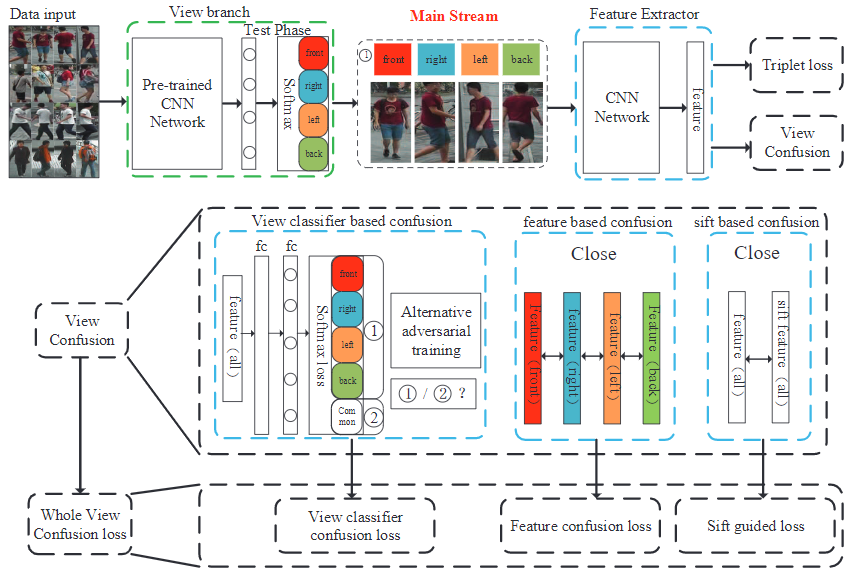 Data input
View branch
Main Stream
Feature Extractor
Test Phase
Pre-trained
CNN
Network
Softmax
front
right
left
back
①
front
right
left
back
CNN
Network
feature
Triplet loss
View
Confusion
View classifier based confusion
feature based confusion
sift based confusion
fc
fc
feature（all）
Softmax loss
front
right
left
back
Com
mon
①
②
Alternative
adversarial
training
① / ② ?
Close
Feature（front）
feature（right）
feature（left）
Feature（back）
Close
feature（all）
sift feature（all）
View
Confusion
Whole View
Confusion loss
View classifier
confusion loss
Feature confusion loss
Sift guided loss